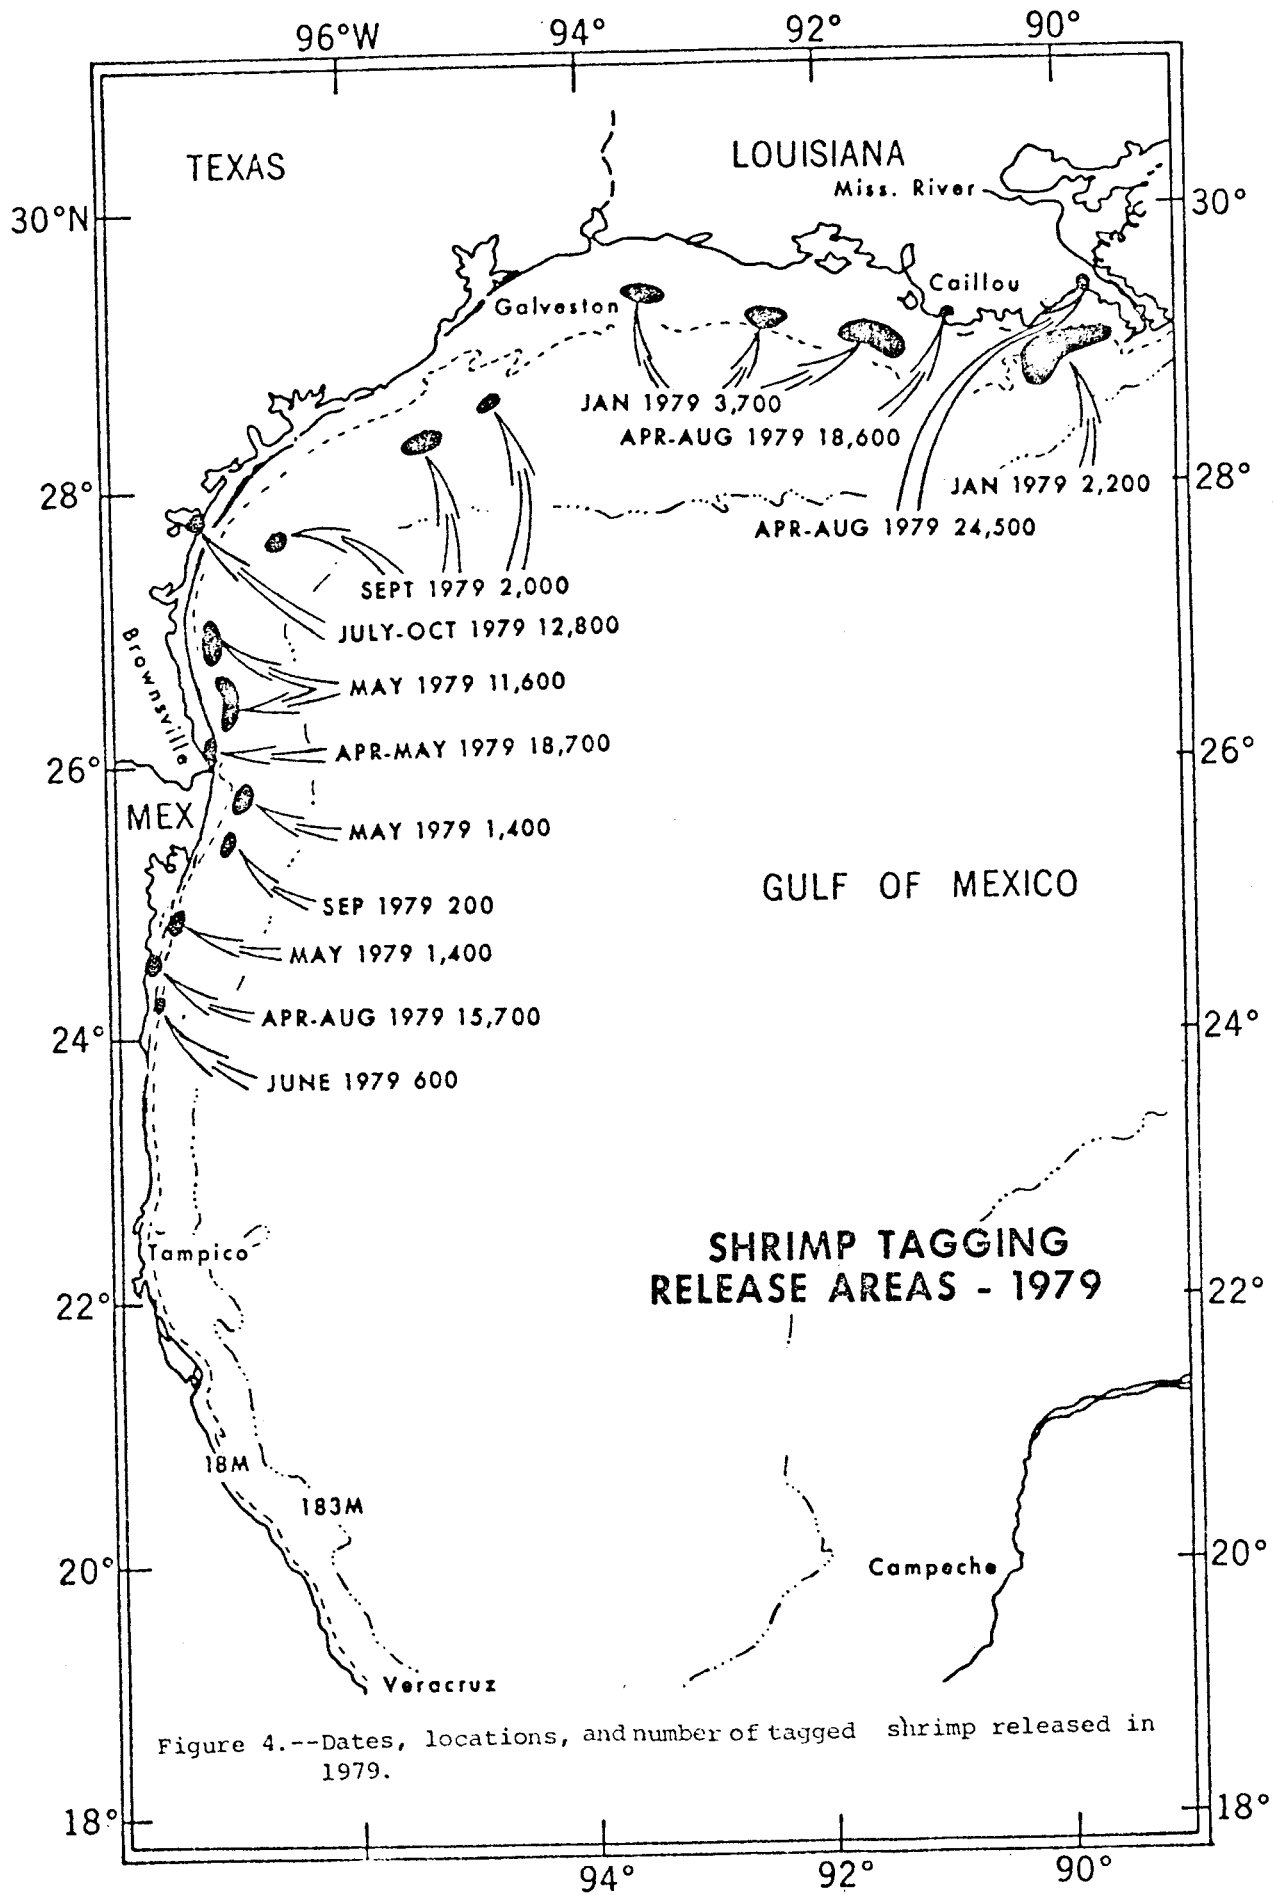 96°W 94° 92° 90°
TEXAS
LOUISIANA
Miss. River
30°N
30°
Caillou
Galveston
JAN 1979 3,700
APR-AUG 1979 18,600
28°
28°
JAN 1979 2,200
APR-AUG 1979 24,500
SEPT 1979 2,000
JULY-OCT 1979 12,800
Brownsville
MAY 1979 11,600
APR-MAY 1979 18,700
26°
26°
MEX
MAY 1979 1,400
GULF OF MEXICO
SEP 1979 200
MAY 1979 1,400
APR-AUG 1979 15,700
24°
24°
JUNE 1979 600
Tampico
SHRIMP TAGGING
RELEASE AREAS - 1979
22°
22°
18M
183M
20°
20°
Campeche
Veracruz
Figure 4.--Dates, locations, and number of tagged shrimp released in
1979.
18°
18°
94° 92° 90°